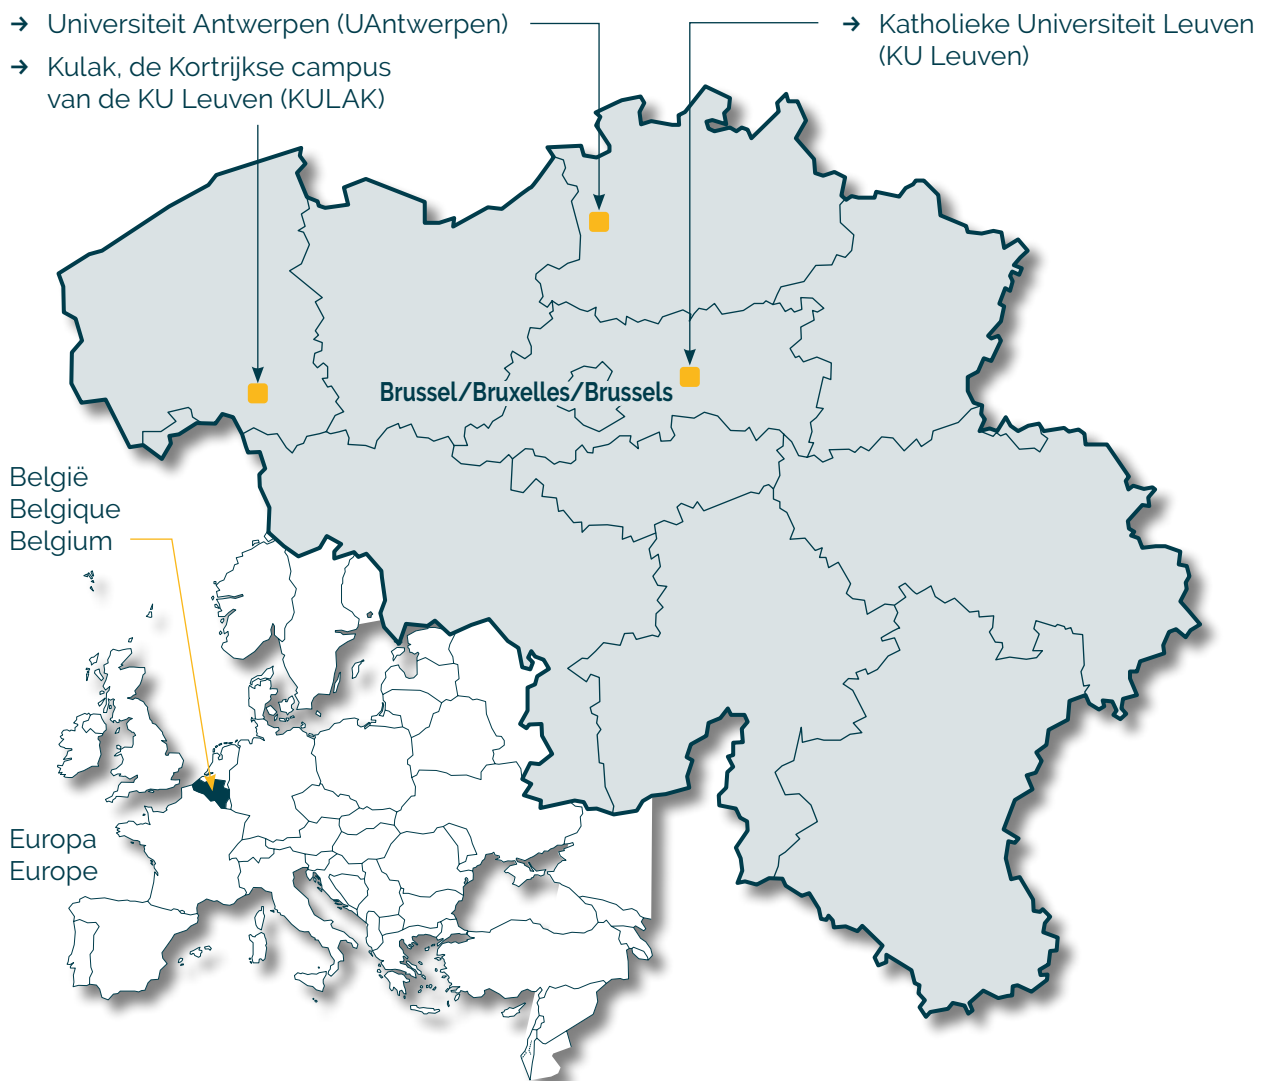 → Universiteit Antwerpen (UAntwerpen)
→ Kulak, de Kortrijkse campus
van de KU Leuven (KULAK)
→ Katholieke Universiteit Leuven
(KU Leuven)
Brussel/Bruxelles/Brussels
België
Belgique
Belgium
Europa
Europe